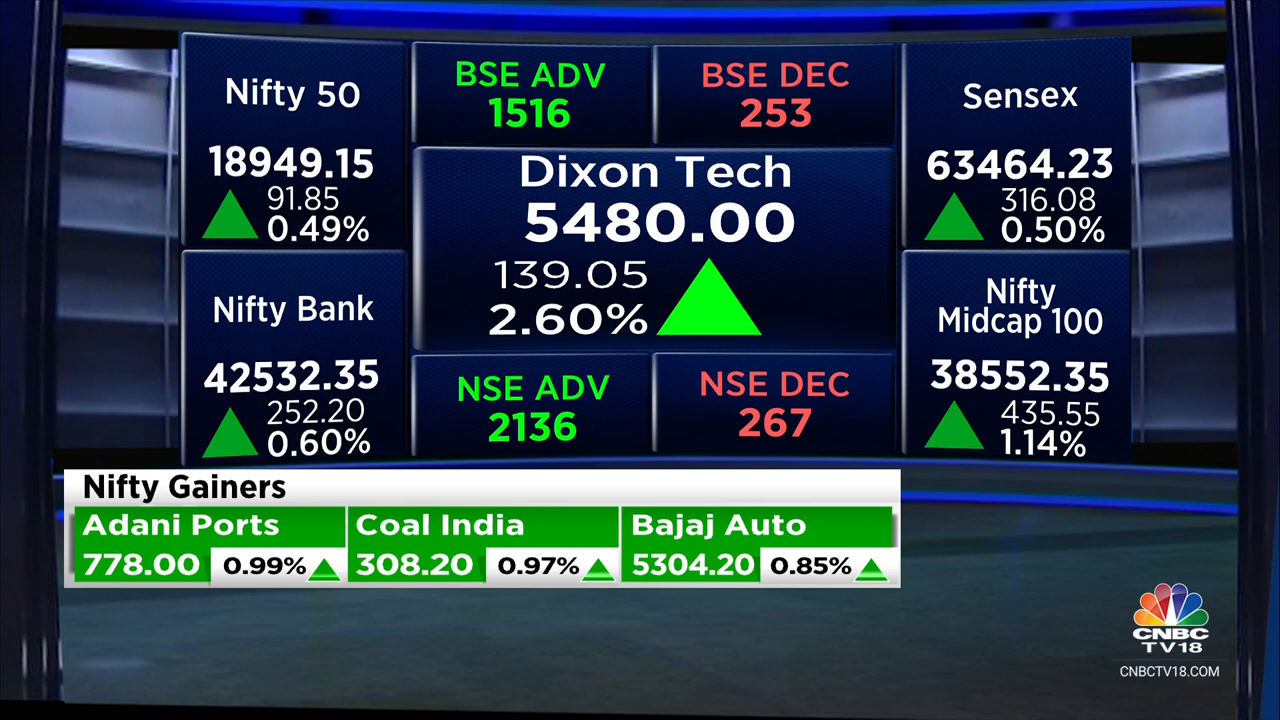 Nifty 50
18949.15
91.85
0.49%
BSE ADV
1516
BSE DEC
253
Sensex
63464.23
316.08
0.50%
Dixon Tech
5480.00
139.05
2.60%
Nifty Bank
42532.35
252.20
0.60%
NSE ADV
2136
NSE DEC
267
Nifty
Midcap 100
38552.35
435.55
1.14%
Nifty Gainers
Adani Ports
778.00 0.99%
Coal India
308.20 0.97%
Bajaj Auto
5304.20 0.85%
CNBC
TV18
CNBCTV18.COM